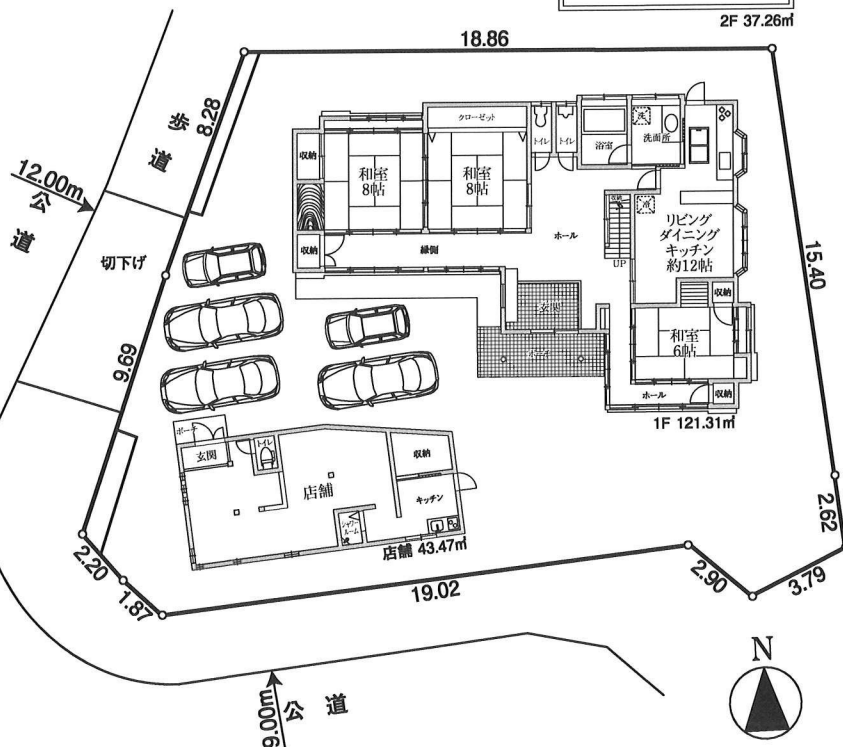 2F 37.26㎡
18.86
8.28
歩道
12.00m
公道
切下げ
9.69
15.40
2.62
3.79
2.90
19.02
1.87
2.20
収納
和室
8帖
クローゼット
和室
8帖
トイレ
トイレ
浴室
洗
洗面所
収納
縁側
ホール
収納
UP
冷
リビング
ダイニング
キッチン
約12帖
収納
玄関
和室
6帖
ホール
収納
1F 121.31㎡
ポーチ
玄関
トイレ
店舗
収納
キッチン
シャワー
ルーム
店舗 43.47㎡
9.00m
公道
N